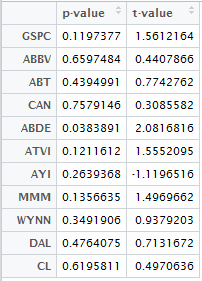 p-value t-value
GSPC 0.1197377 1.5612164
ABBV 0.6597484 0.4407866
ABT 0.4394991 0.7742762
CAN 0.7579146 0.3085582
ABDE 0.0383891 2.0816816
ATVI 0.1211612 1.5552095
AYI 0.2639368 -1.1196516
MMM 0.1356635 1.4969662
WYNN 0.3491906 0.9379203
DAL 0.4764075 0.7131672
CL 0.6195811 0.4970636